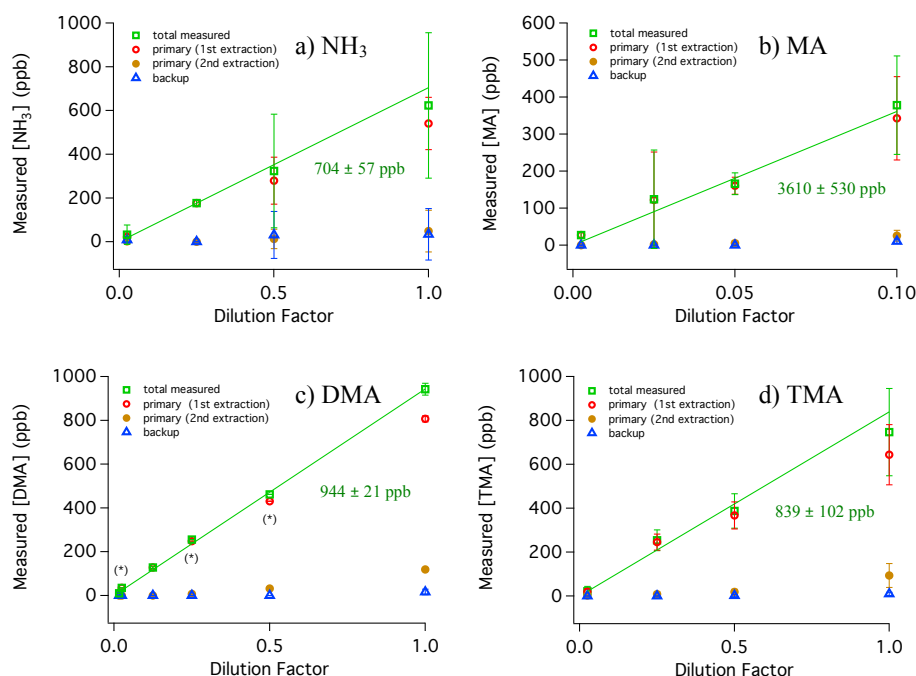 a) NH3
total measured
primary (1st extraction)
primary (2nd extraction)
backup
704 ± 57 ppb
Measured [NH3] (ppb)
1000
800
600
400
200
0
0.0 0.5 1.0
Dilution Factor
b) MA
total measured
primary (1st extraction)
primary (2nd extraction)
backup
3610 ± 530 ppb
Measured [MA] (ppb)
600
500
400
300
200
100
0
0.00 0.05 0.10
Dilution Factor
c) DMA
total measured
primary (1st extraction)
primary (2nd extraction)
backup
944 ± 21 ppb
(*)
(*)
(*)
Measured [DMA] (ppb)
1000
800
600
400
200
0
0.0 0.5 1.0
Dilution Factor
d) TMA
total measured
primary (1st extraction)
primary (2nd extraction)
backup
839 ± 102 ppb
Measured [TMA] (ppb)
1000
800
600
400
200
0
0.0 0.5 1.0
Dilution Factor